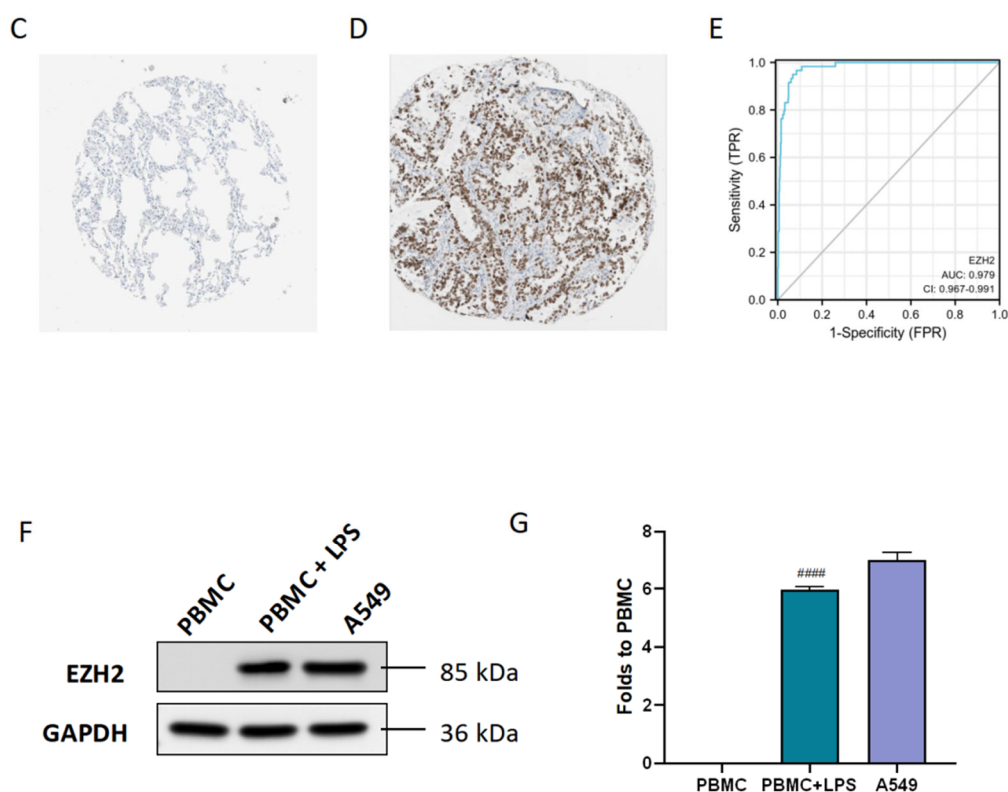 C
D
E
1.0
0.8
0.6
0.4
0.2
0.0
Sensitivity (TPR)
EZH2
AUC: 0.979
CI: 0.967-0.991
0.0 0.2 0.4 0.6 0.8 1.0
1-Specificity (FPR)
F
PBMC
PBMC + LPS
A549
EZH2
85 kDa
GAPDH
36 kDa
G
8
6
4
2
0
Folds to PBMC
####
PBMC PBMC+LPS A549